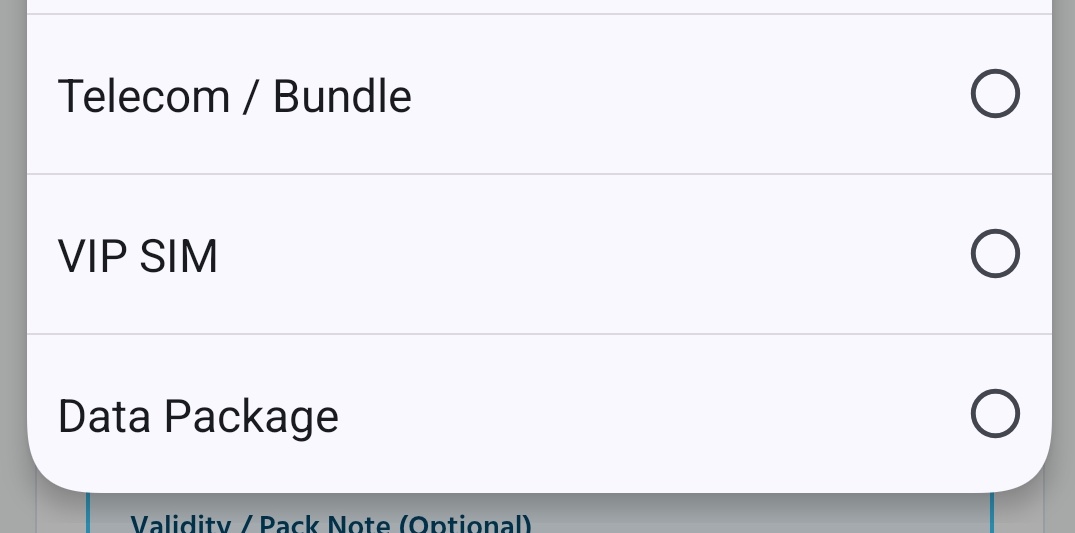 Telecom / Bundle
VIP SIM
Data Package
Validity / Pack Note (Optional)